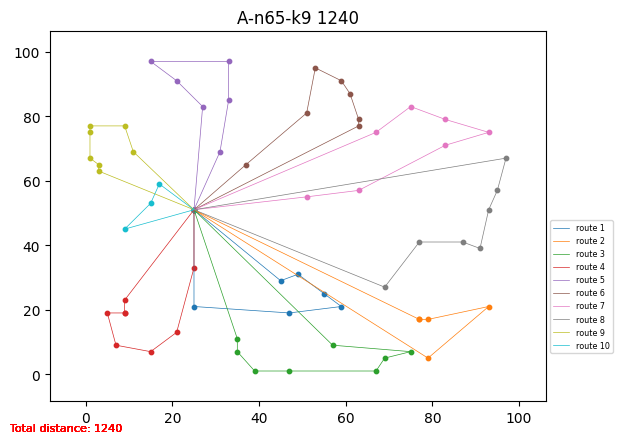 A-n65-k9 1240
100
80
60
40
20
0
0 20 40 60 80 100
route 1
route 2
route 3
route 4
route 5
route 6
route 7
route 8
route 9
route 10
Total distance: 1240